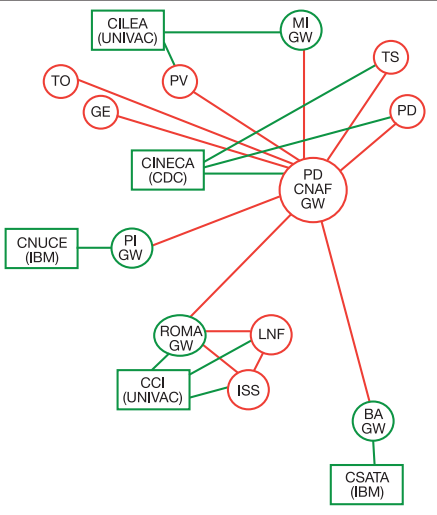 CILEA
(UNIVAC)
MI
GW
TS
TO
PV
GE
PD
CINECA
(CDC)
PD
CNAF
GW
CNUCE
(IBM)
PI
GW
ROMA
GW
LNF
CCI
(UNIVAC)
ISS
BA
GW
CSATA
(IBM)